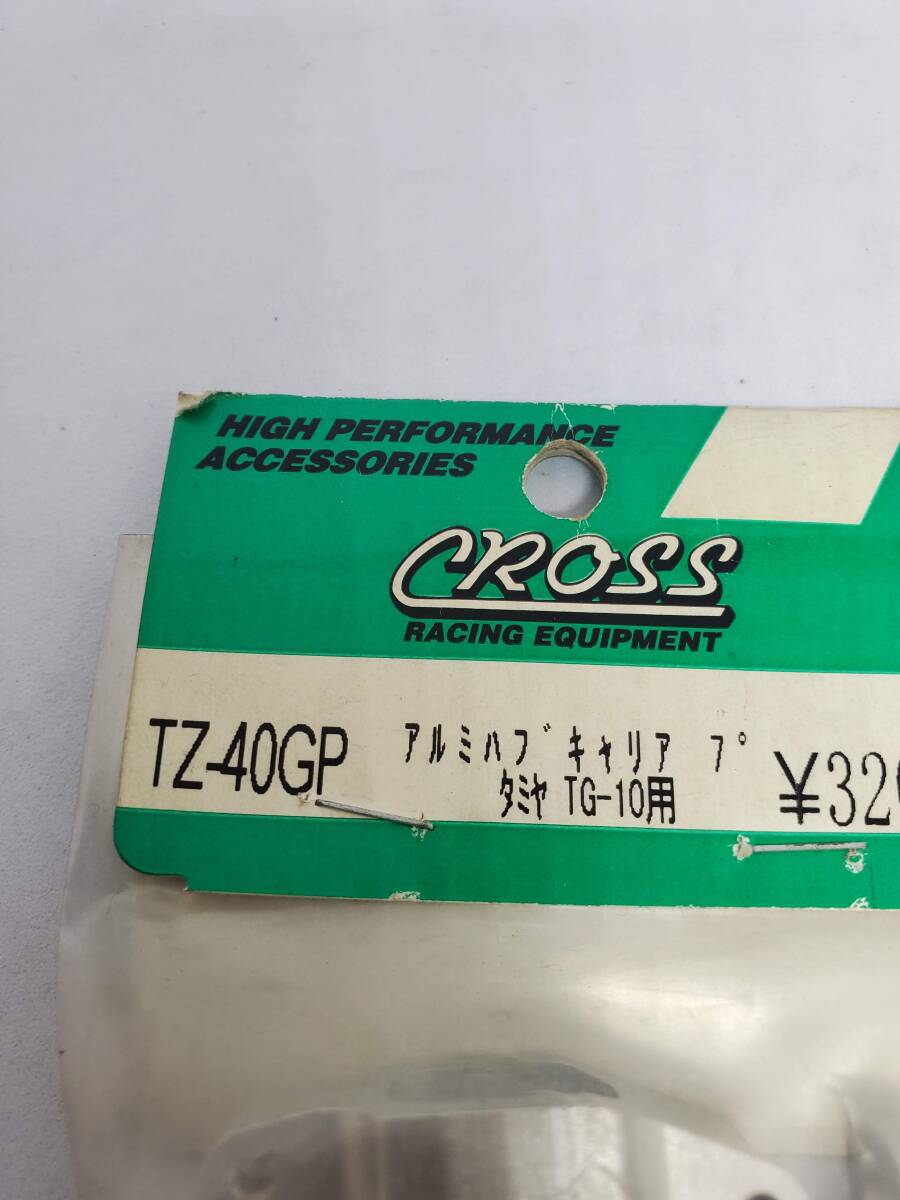 HIGH PERFORMANCE
ACCESSORIES
CROSS
RACING EQUIPMENT
TZ-40GP
アルミハブキャリア プ
タミヤ TG-10用
¥320